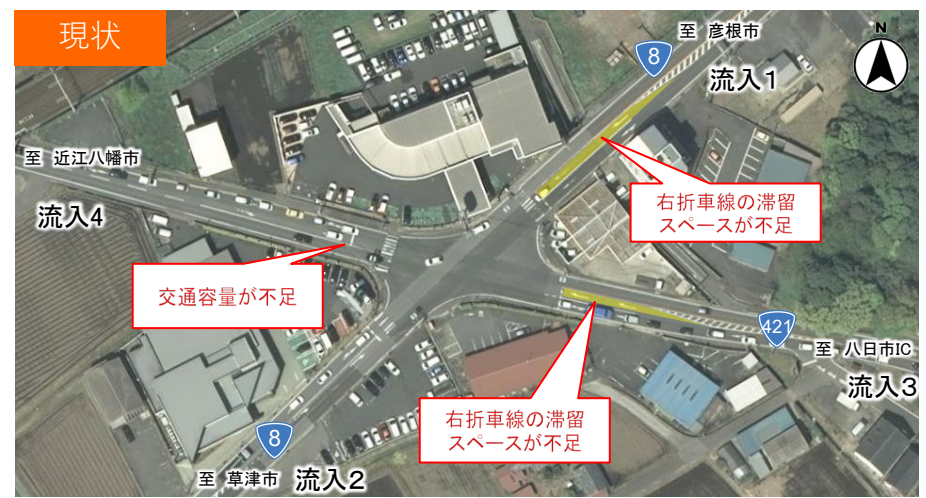 現状
至 彦根市
8
流入1
N
至 近江八幡市
流入4
右折車線の滞留
スペースが不足
交通容量が不足
421
至 八日市IC
流入3
右折車線の滞留
スペースが不足
8
至 草津市
流入2